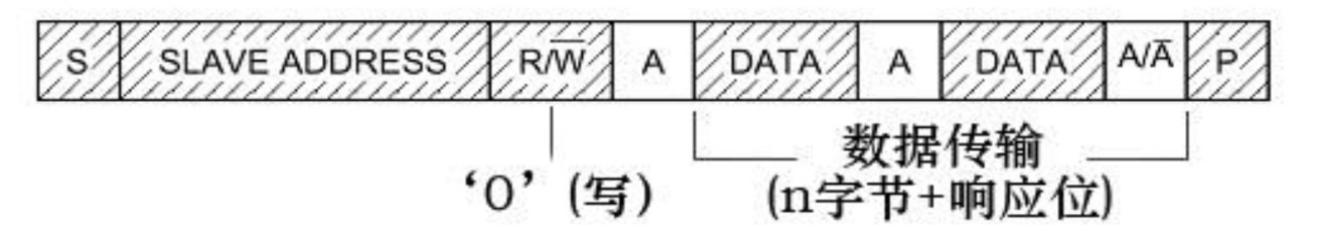 S SLAVE ADDRESS R/W̅ A DATA A DATA A/A̅ P
‘0’ (写) 数据传输
(n字节+响应位)